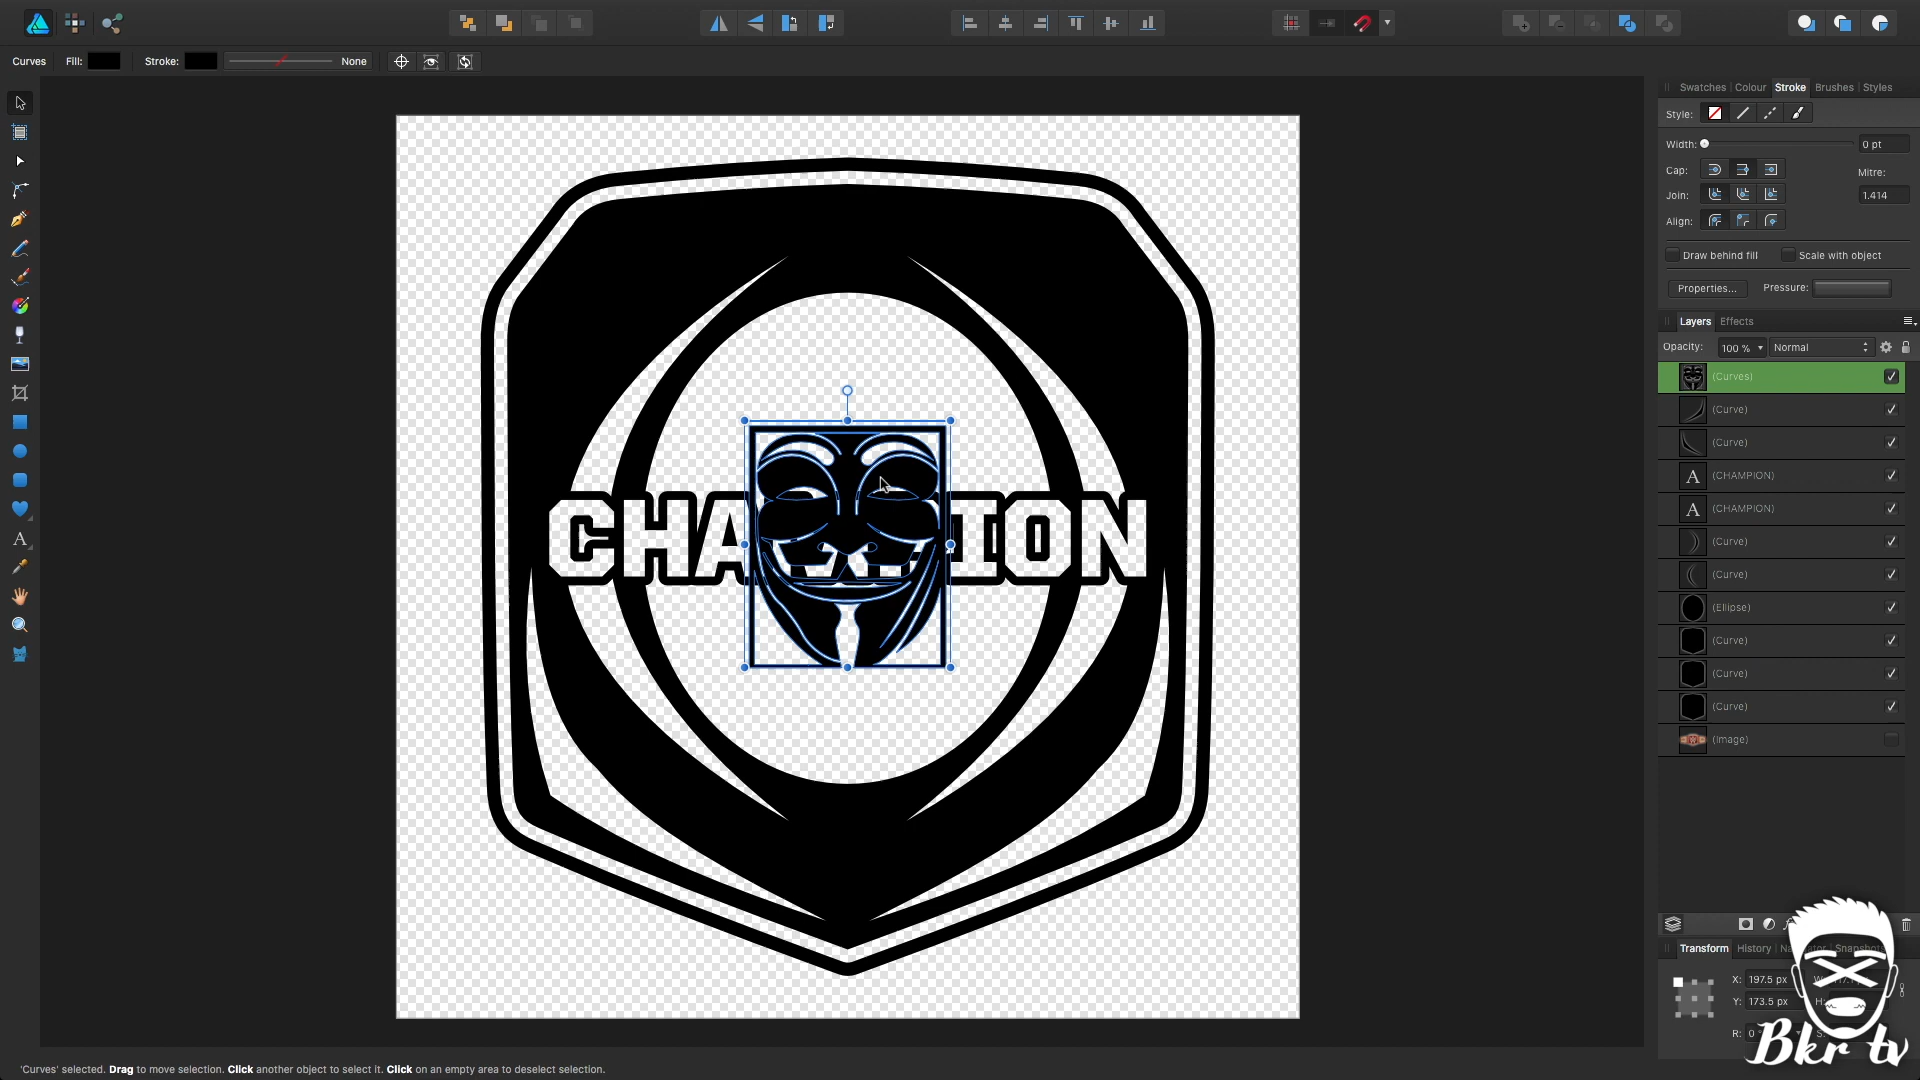 Curves Fill: Stroke: None
Swatches Colour Stroke Brushes Styles
Style:
Width: 0 pt
Cap: Mitre:
Join: 1.414
Align:
Draw behind fill Scale with object
Properties... Pressure:
Layers Effects
Opacity: 100 % Normal
(Curves)
(Curve)
(Curve)
A (CHAMPION)
A (CHAMPION)
(Curve)
(Curve)
(Ellipse)
(Curve)
(Curve)
(Curve)
(Image)
CHAMPION
Transform History
X: 197.5 px
Y: 173.5 px
R:
Bkr tv
'Curves' selected. Drag to move selection. Click another object to select it. Click on an empty area to deselect selection.